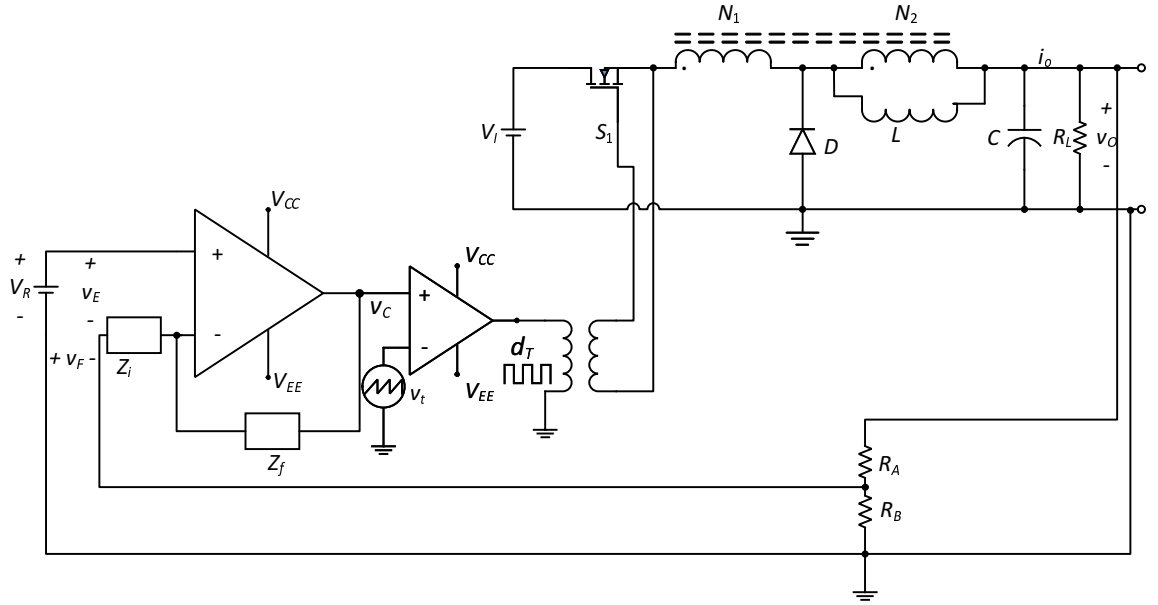 N1 N2
iO
VI S1 D L C RL + vO -
VCC
+ VR - + vE - + - vC
VCC
+ -
+ vF - Zi
VEE
dT
vt VEE
Zf
RA
RB